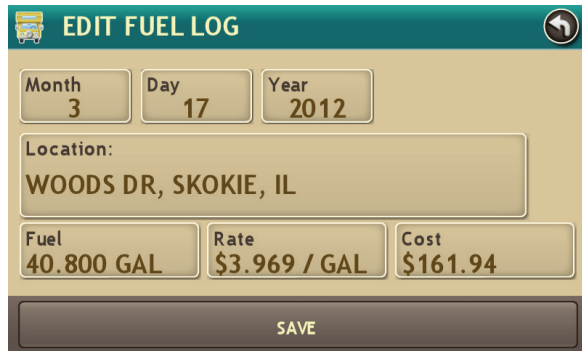 EDIT FUEL LOG
Month Day Year
3 17 2012
Location:
WOODS DR, SKOKIE, IL
Fuel Rate Cost
40.800 GAL $3.969 / GAL $161.94
SAVE